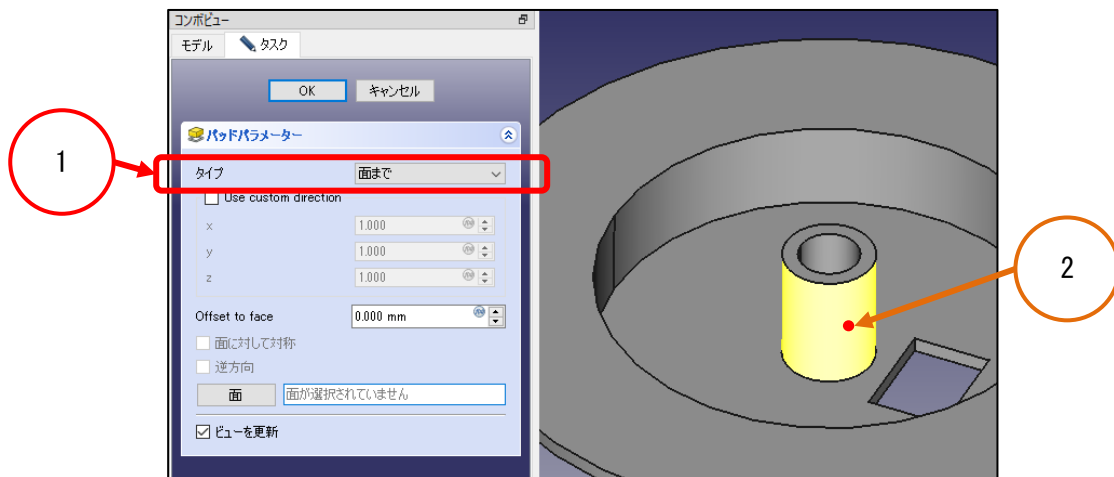 コンボビュー
モデル タスク
OK キャンセル
パッドパラメーター
1
タイプ 面まで
Use custom direction
x 1.000
y 1.000
z 1.000
2
Offset to face 0.000 mm
面に対して対称
逆方向
面 面が選択されていません
ビューを更新